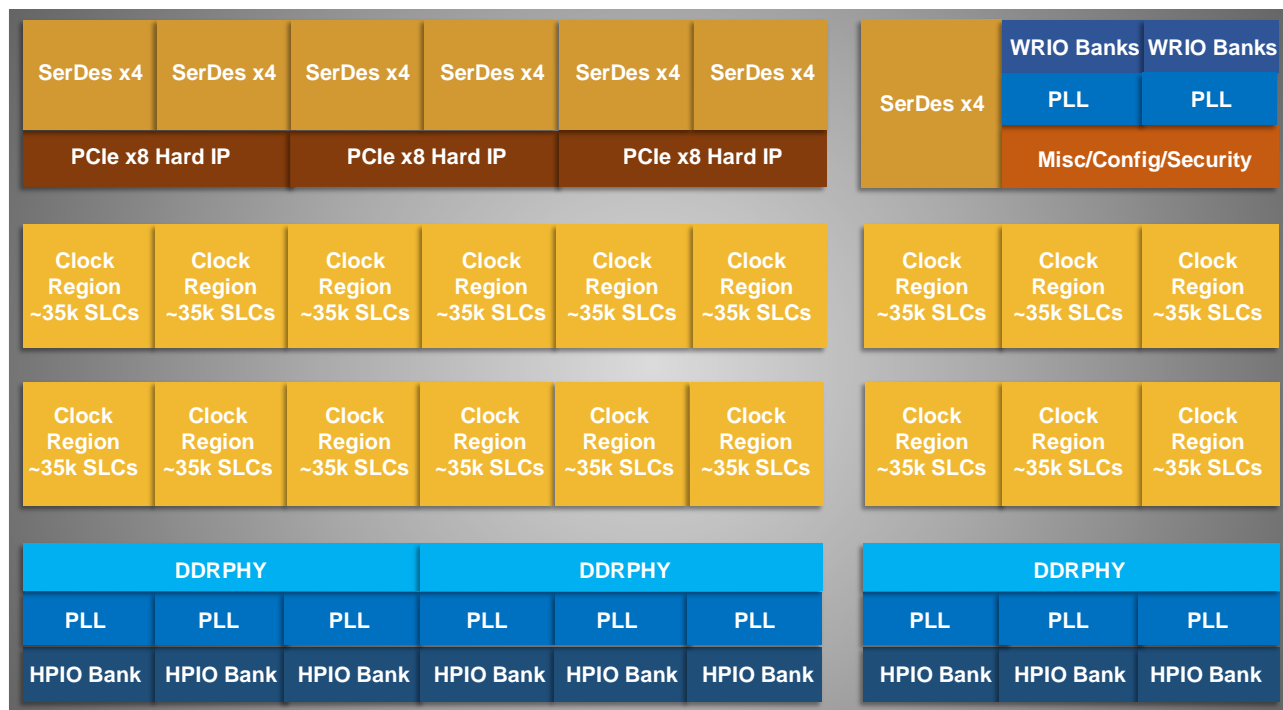 SerDes x4 SerDes x4 SerDes x4 SerDes x4 SerDes x4 SerDes x4 SerDes x4 WRIO Banks WRIO Banks
PLL PLL
PCIe x8 Hard IP PCIe x8 Hard IP PCIe x8 Hard IP Misc/Config/Security
Clock Clock Clock Clock Clock Clock Clock Clock Clock
Region Region Region Region Region Region Region Region Region
~35k SLCs ~35k SLCs ~35k SLCs ~35k SLCs ~35k SLCs ~35k SLCs ~35k SLCs ~35k SLCs ~35k SLCs
Clock Clock Clock Clock Clock Clock Clock Clock Clock
Region Region Region Region Region Region Region Region Region
~35k SLCs ~35k SLCs ~35k SLCs ~35k SLCs ~35k SLCs ~35k SLCs ~35k SLCs ~35k SLCs ~35k SLCs
DDRPHY DDRPHY DDRPHY
PLL PLL PLL PLL PLL PLL PLL PLL PLL
HPIO Bank HPIO Bank HPIO Bank HPIO Bank HPIO Bank HPIO Bank HPIO Bank HPIO Bank HPIO Bank